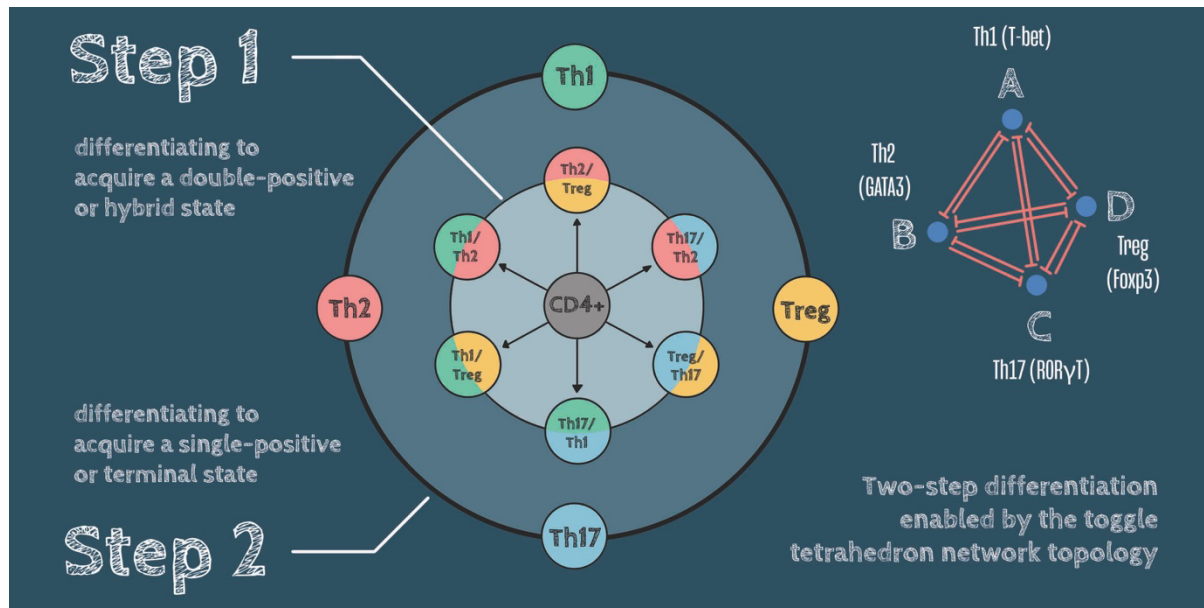 Step 1
differentiating to
acquire a double-positive
or hybrid state
differentiating to
acquire a single-positive
or terminal state
Step 2
Th1
Th2/
Treg
Th1/
Th2
Th17/
Th2
CD4+
Th2
Treg
Th1/
Treg
Treg/
Th17
Th17/
Th1
Th17
Th1 (T-bet)
A
Th2
(GATA3)
B
D
Treg
(Foxp3)
C
Th17 (RORγT)
Two-step differentiation
enabled by the toggle
tetrahedron network topology